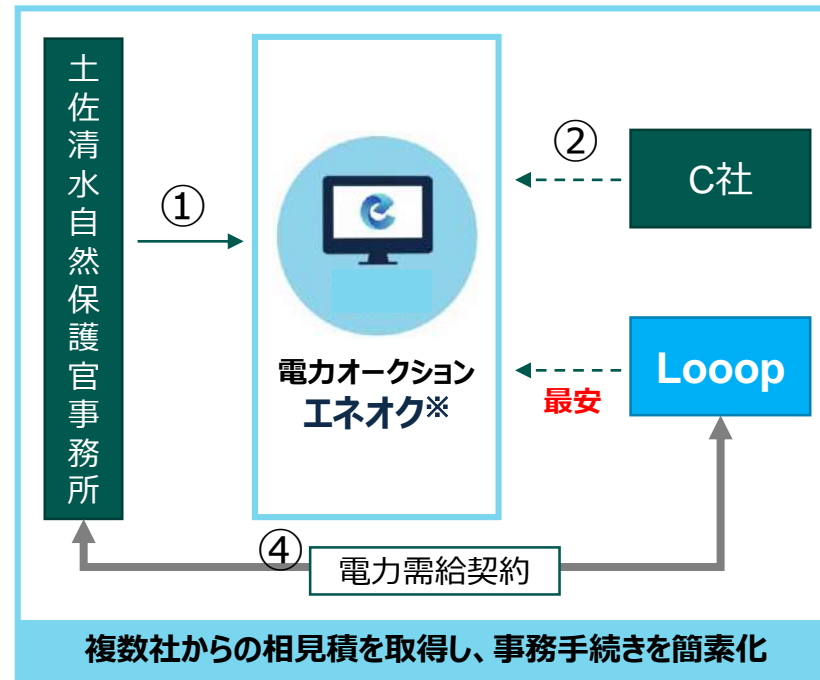 土佐清水自然保護官事務所
①
②
C社
電力オークション
エネオク※
Looop
最安
④
電力需給契約
複数社からの相見積を取得し、事務手続きを簡素化